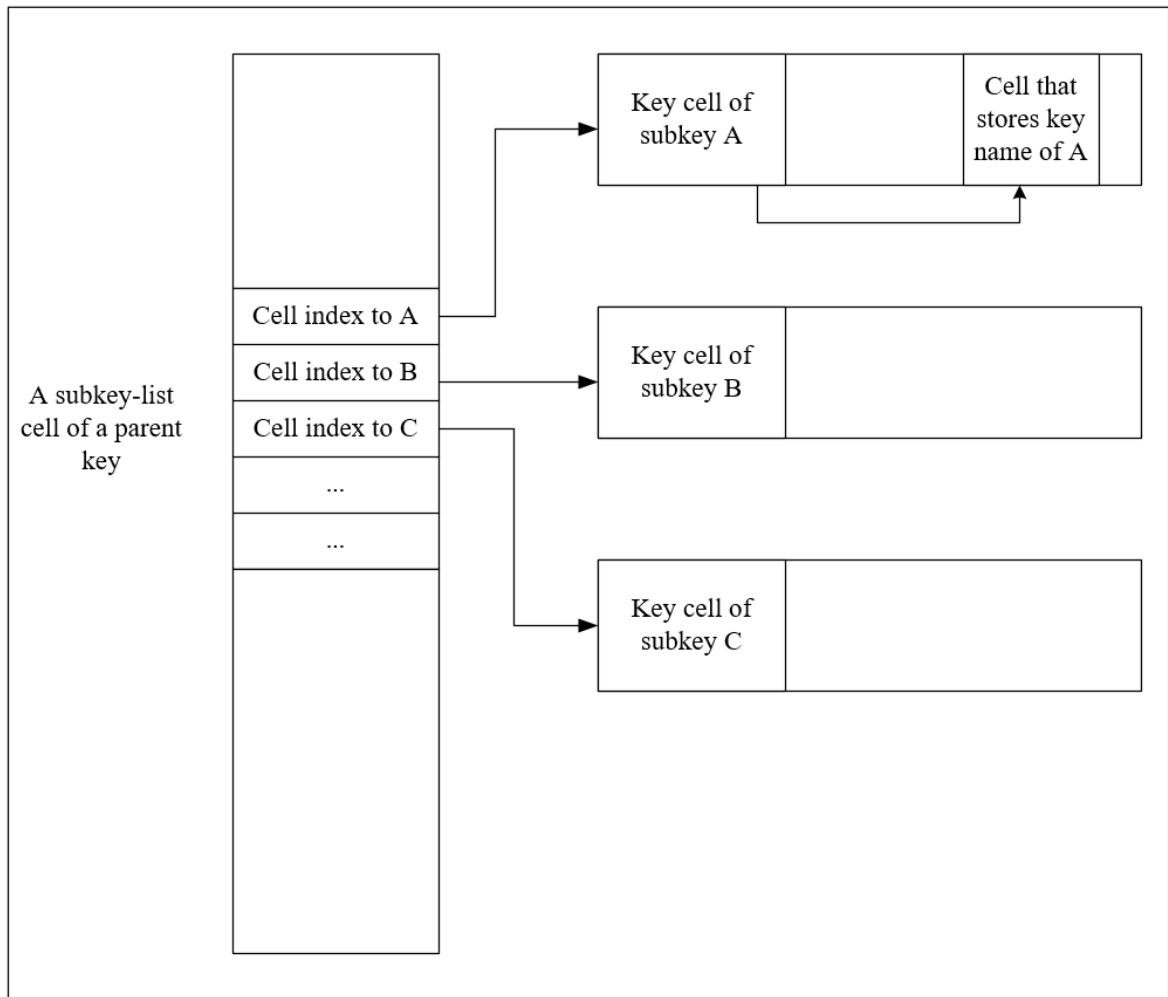 A subkey-list
cell of a parent
key
Cell index to A
Cell index to B
Cell index to C
...
...
Key cell of
subkey A
Cell that
stores key
name of A
Key cell of
subkey B
Key cell of
subkey C